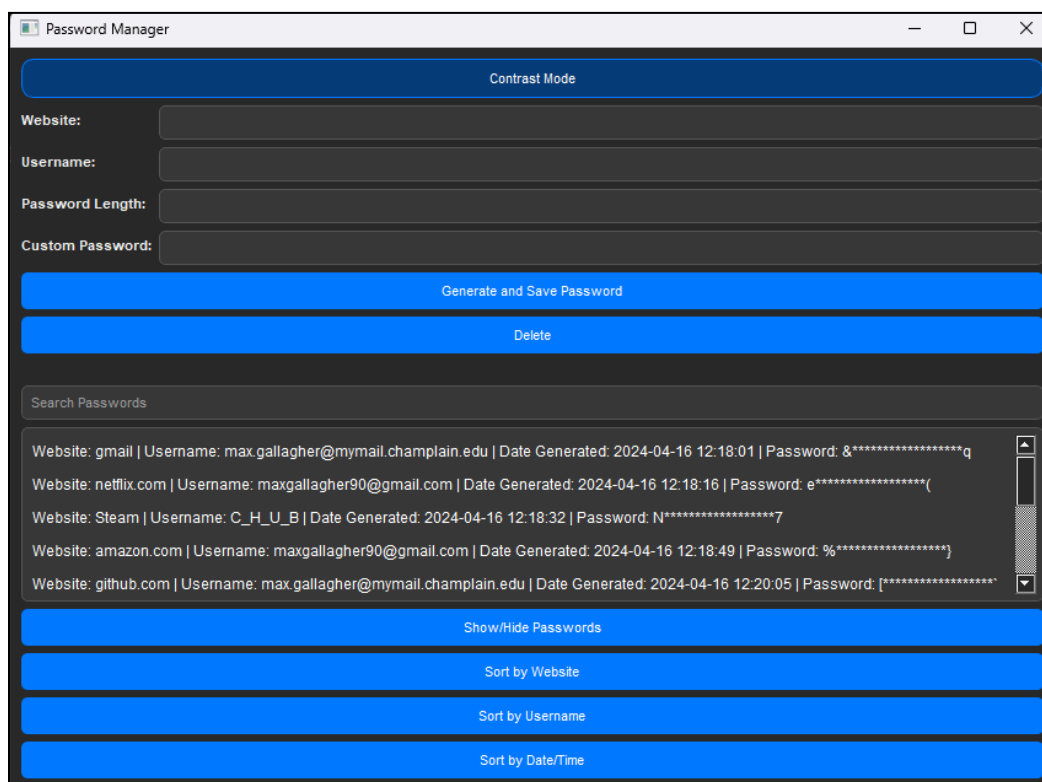 Password Manager
Contrast Mode
Website:
Username:
Password Length:
Custom Password:
Generate and Save Password
Delete
Search Passwords
Website: gmail | Username: max.gallagher@mymail.champlain.edu | Date Generated: 2024-04-16 12:18:01 | Password: &******************q
Website: netflix.com | Username: maxgallagher90@gmail.com | Date Generated: 2024-04-16 12:18:16 | Password: e******************(
Website: Steam | Username: C_H_U_B | Date Generated: 2024-04-16 12:18:32 | Password: N******************7
Website: amazon.com | Username: maxgallagher90@gmail.com | Date Generated: 2024-04-16 12:18:49 | Password: %******************}
Website: github.com | Username: max.gallagher@mymail.champlain.edu | Date Generated: 2024-04-16 12:20:05 | Password: [******************`
Show/Hide Passwords
Sort by Website
Sort by Username
Sort by Date/Time